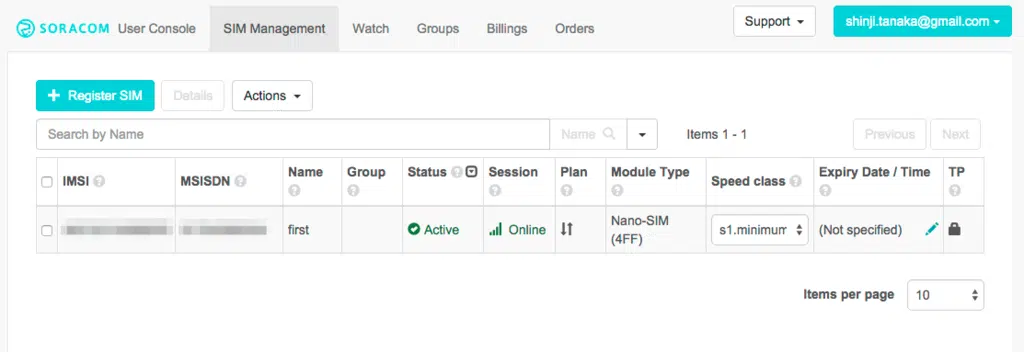 SORACOM User Console SIM Management Watch Groups Billings Orders Support shinji.tanaka@gmail.com
+ Register SIM Details Actions
Search by Name Name Items 1 - 1 Previous Next
IMSI ? MSISDN ? Name ? Group ? Status ? Session ? Plan ? Module Type ? Speed class ? Expiry Date / Time ? TP ?
first Active Online Nano-SIM (4FF) s1.minimum (Not specified)
Items per page 10